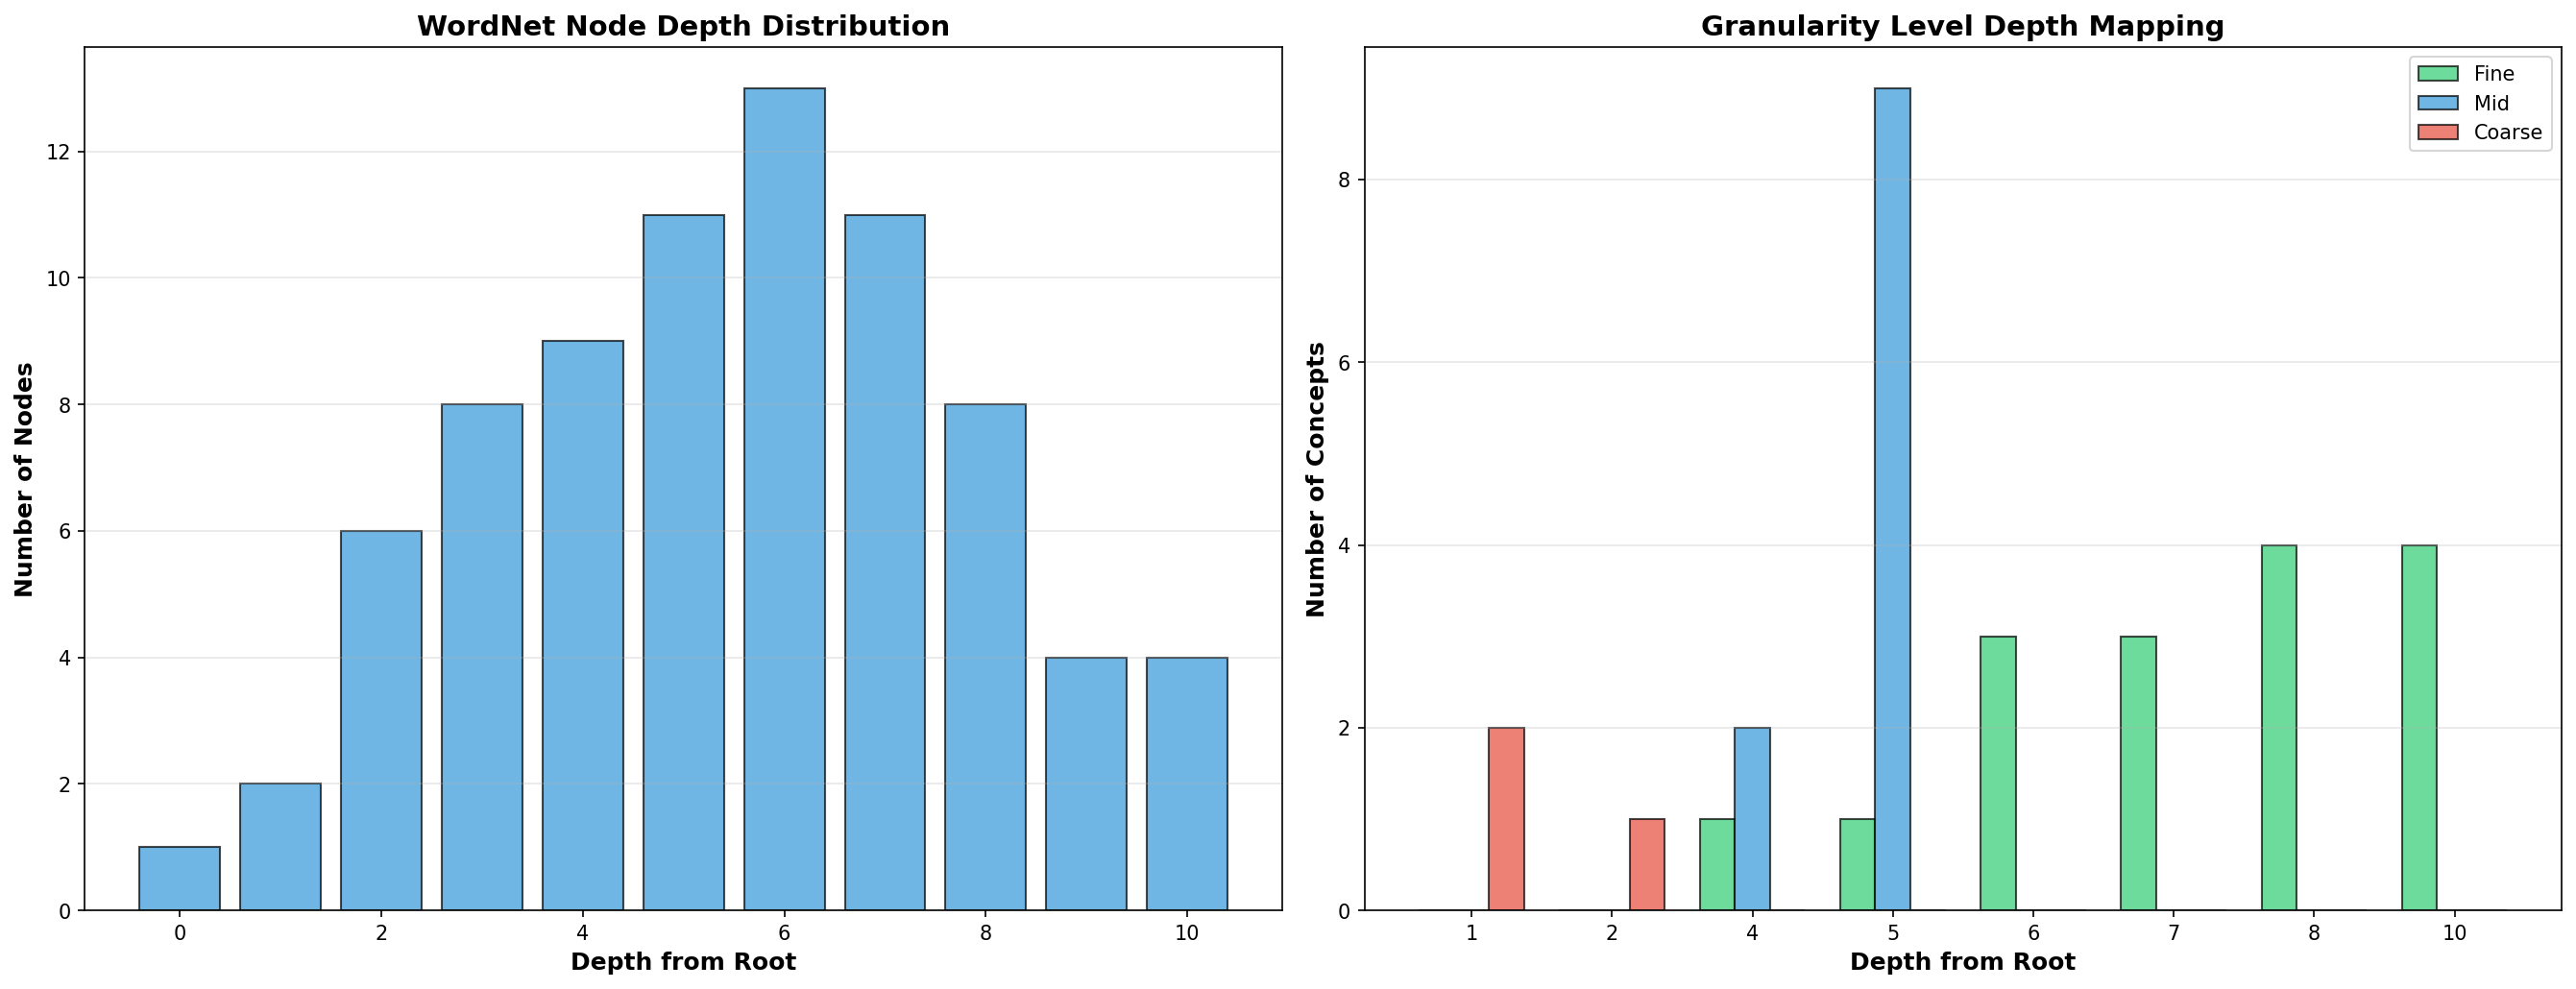 WordNet Node Depth Distribution
Number of Nodes
12
10
8
6
4
2
0
0 2 4 6 8 10
Depth from Root
Granularity Level Depth Mapping
Fine
Mid
Coarse
Number of Concepts
8
6
4
2
0
1 2 4 5 6 7 8 10
Depth from Root